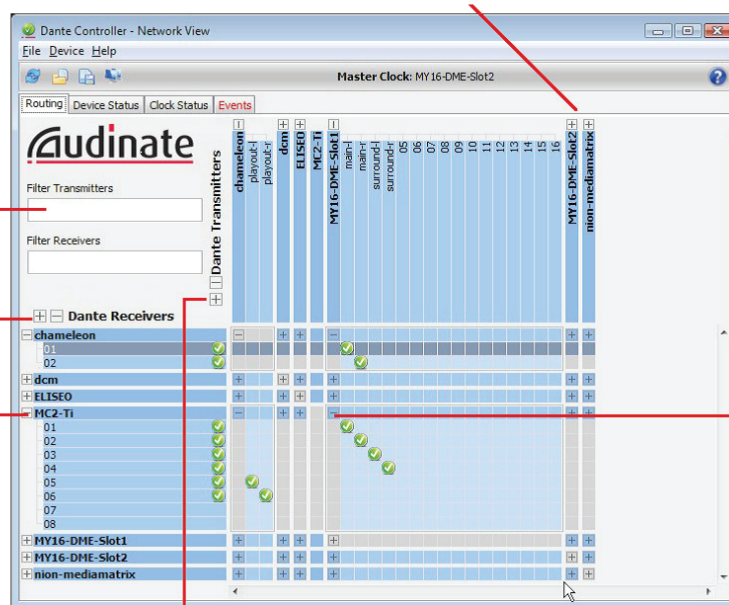 Dante Controller - Network View
File Device Help
Master Clock: MY16-DME-Slot2
Routing Device Status Clock Status Events
Audinate
Filter Transmitters
Filter Receivers
Dante Transmitters
chameleon
playout-l
playout-r
dcm
ELISEO
MC2-Ti
MY16-DME-Slot1
main-l
main-r
surround-l
surround-r
05
06
07
08
09
10
11
12
13
14
15
16
MY16-DME-Slot2
nion-mediamatrix
Dante Receivers
chameleon
01
02
dcm
ELISEO
MC2-Ti
01
02
03
04
05
06
07
08
MY16-DME-Slot1
MY16-DME-Slot2
nion-mediamatrix